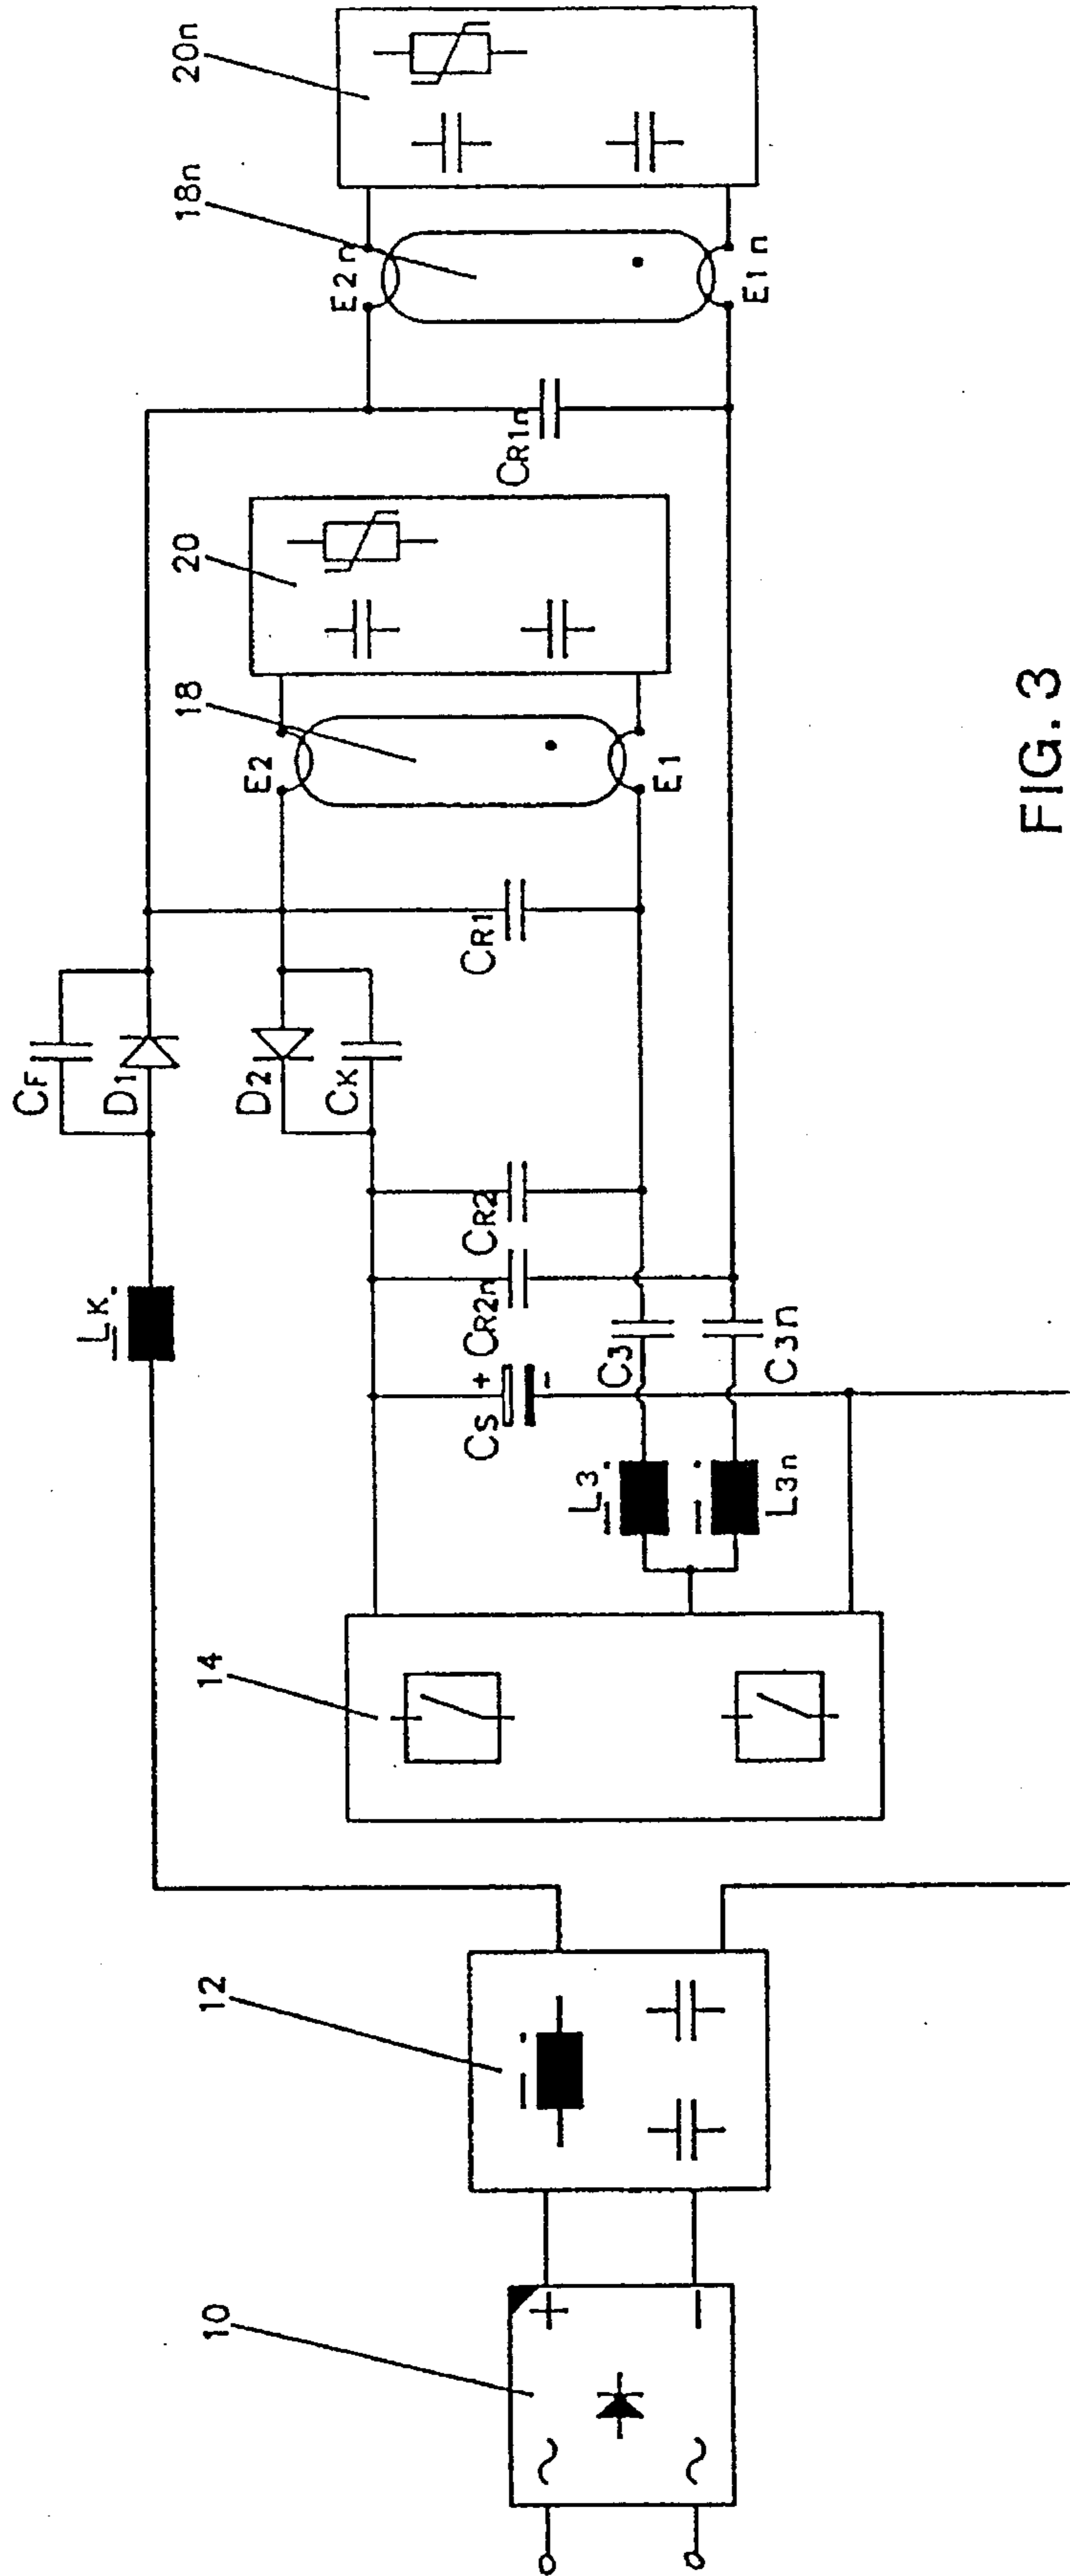 20n
18n
E2n
E1n
CR1n
20
18
E2
E1
CR1
CF
D1
D2
CK
CR2
CR2n
LK
CS
+
-
C3
C3n
L3
L3n
14
12
10
+
-
~
~
FIG. 3